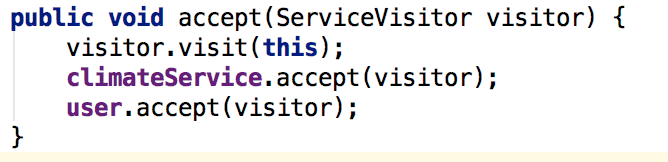 public void accept(ServiceVisitor visitor) {
    visitor.visit(this);
    climateService.accept(visitor);
    user.accept(visitor);
}